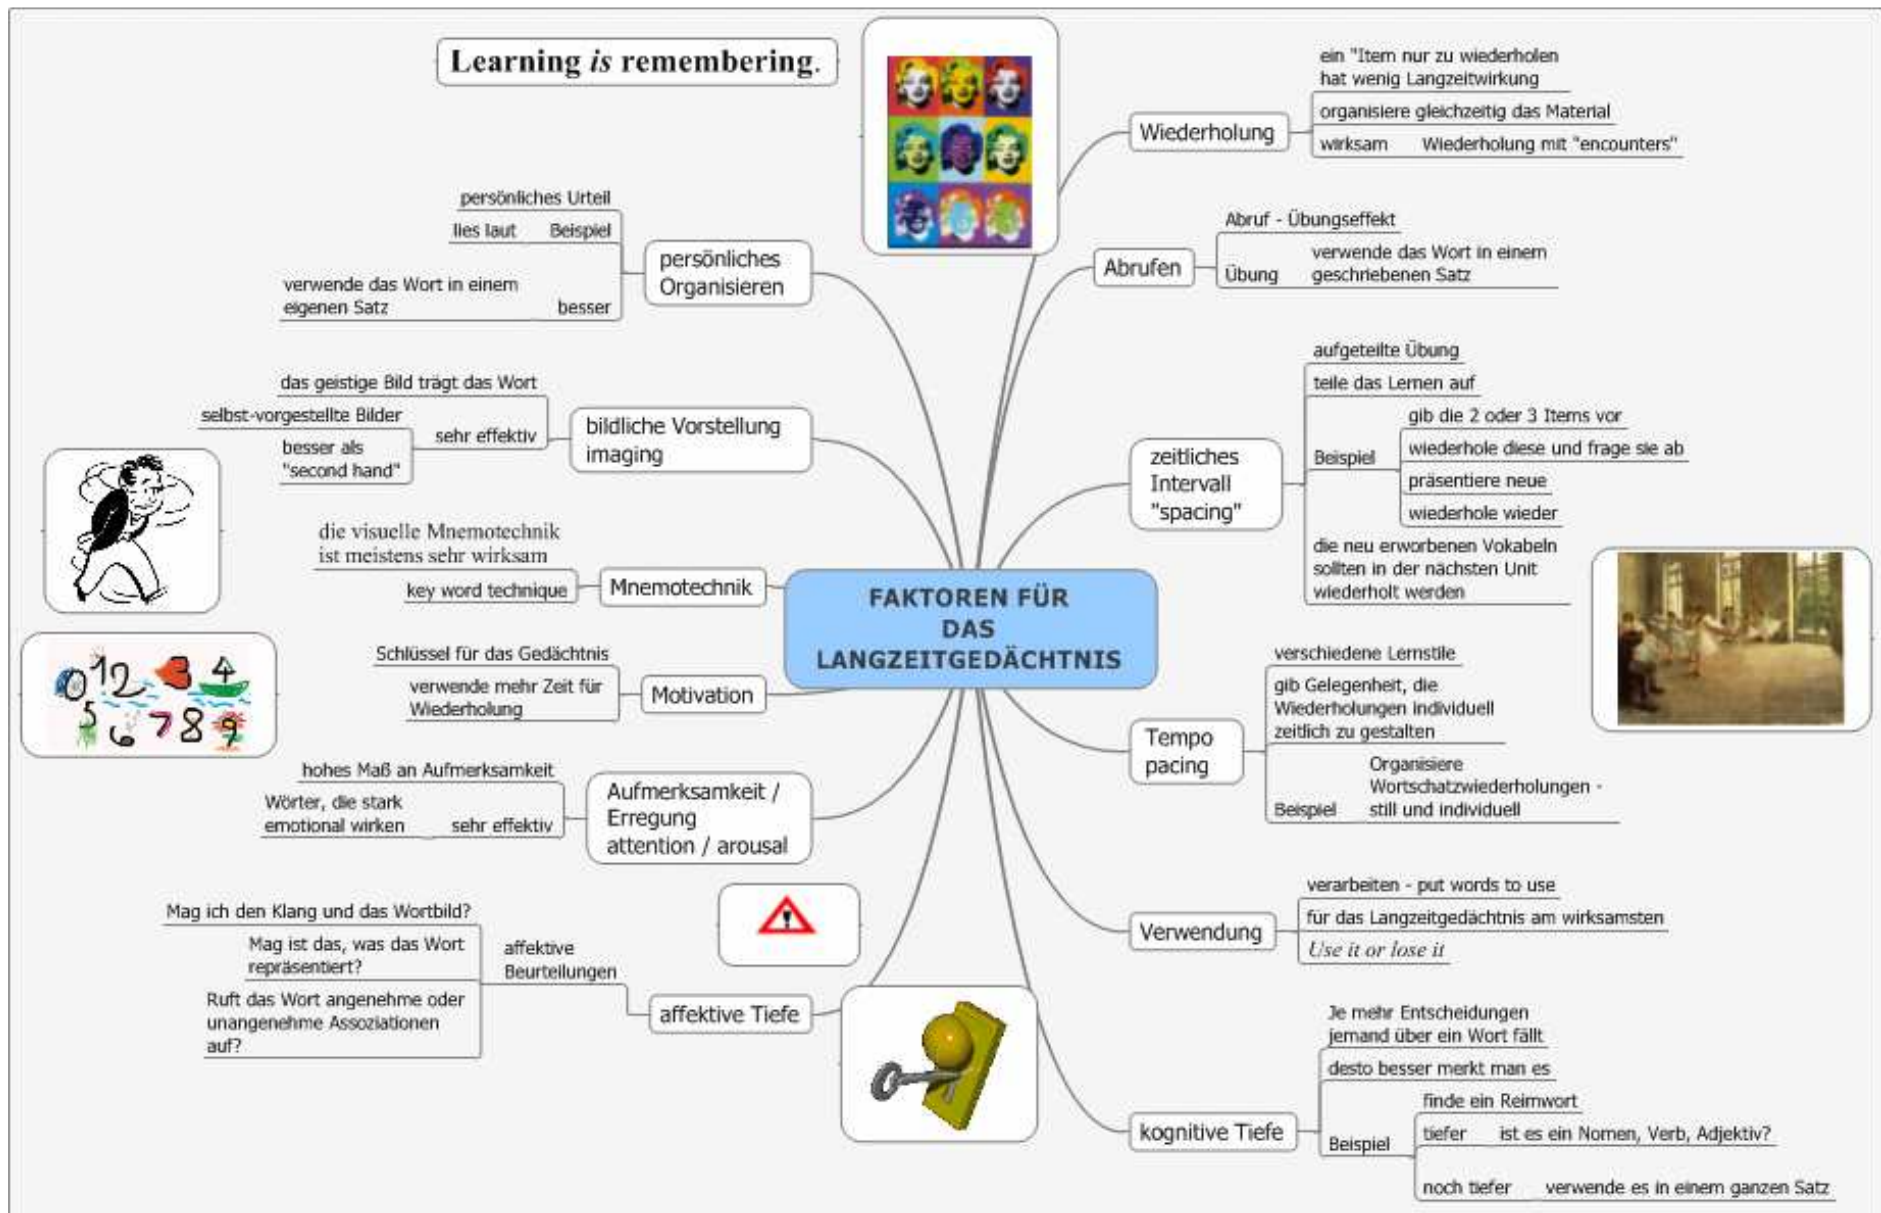 Learning is remembering.
ein "Item nur zu wiederholen
hat wenig Langzeitwirkung
organisiere gleichzeitig das Material
Wiederholung
wirksam Wiederholung mit "encounters"
Abruf - Übungseffekt
Abrufen
Übung
verwende das Wort in einem
geschriebenen Satz
aufgeteilte Übung
teile das Lernen auf
zeitliches
Intervall
"spacing"
Beispiel
gib die 2 oder 3 Items vor
wiederhole diese und frage sie ab
präsentiere neue
wiederhole wieder
die neu erworbenen Vokabeln
sollten in der nächsten Unit
wiederholt werden
verschiedene Lernstile
gib Gelegenheit, die
Wiederholungen individuell
zeitlich zu gestalten
Tempo
pacing
Beispiel
Organisiere
Wortschatzwiederholungen -
still und individuell
verarbeiten - put words to use
Verwendung
für das Langzeitgedächtnis am wirksamsten
Use it or lose it
Je mehr Entscheidungen
jemand über ein Wort fällt
desto besser merkt man es
kognitive Tiefe
Beispiel
finde ein Reimwort
tiefer ist es ein Nomen, Verb, Adjektiv?
noch tiefer verwende es in einem ganzen Satz
FAKTOREN FÜR
DAS
LANGZEITGEDÄCHTNIS
persönliches Urteil
lies laut Beispiel
persönliches
Organisieren
verwende das Wort in einem
eigenen Satz
besser
das geistige Bild trägt das Wort
selbst-vorgestellte Bilder
besser als
"second hand"
sehr effektiv
bildliche Vorstellung
imaging
die visuelle Mnemotechnik
ist meistens sehr wirksam
key word technique
Mnemotechnik
0 1 2 3 4
5 6 7 8 9
Schlüssel für das Gedächtnis
verwende mehr Zeit für
Wiederholung
Motivation
hohes Maß an Aufmerksamkeit
Wörter, die stark
emotional wirken
sehr effektiv
Aufmerksamkeit /
Erregung
attention / arousal
!
Mag ich den Klang und das Wortbild?
Mag ist das, was das Wort
repräsentiert?
Ruft das Wort angenehme oder
unangenehme Assoziationen
auf?
affektive
Beurteilungen
affektive Tiefe